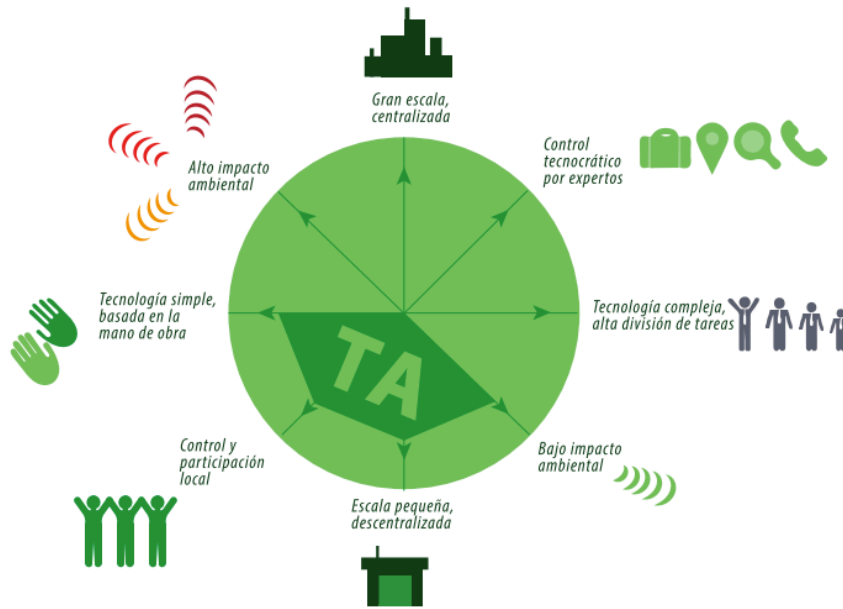 Gran escala,
centralizada
Control
tecnocrático
por expertos
Alto impacto
ambiental
Tecnología simple,
basada en la
mano de obra
Tecnología compleja,
alta división de tareas
TA
Control y
participación
local
Bajo impacto
ambiental
Escala pequeña,
descentralizada